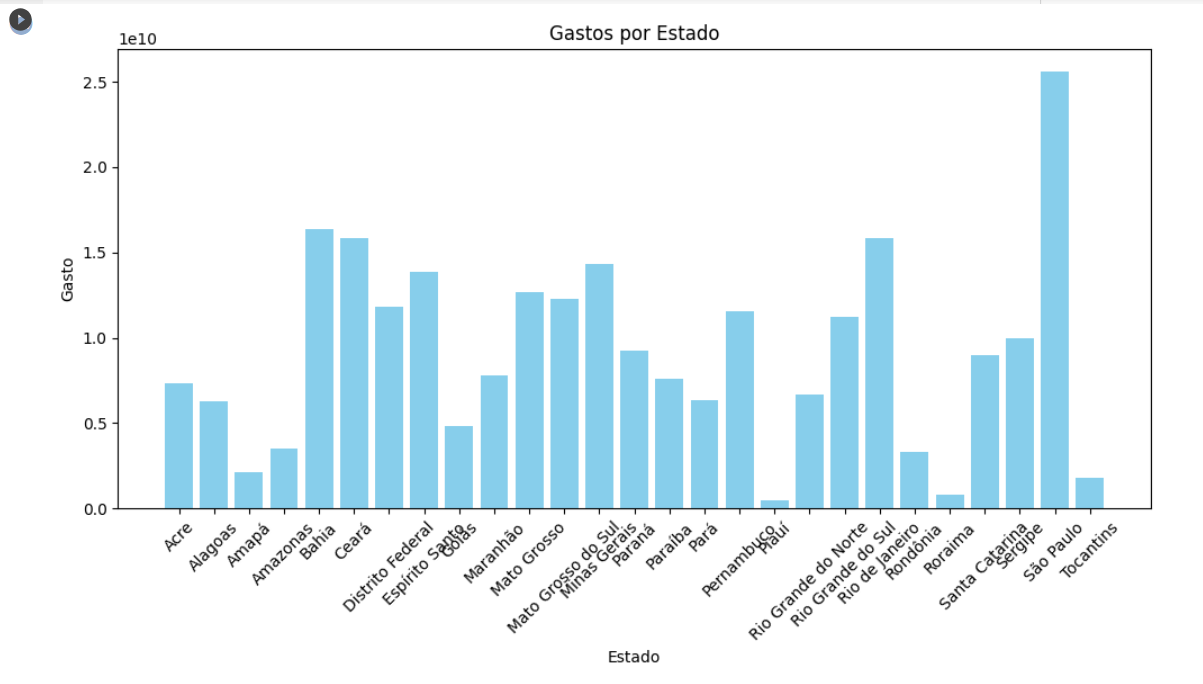 Gastos por Estado
1e10
2.5
2.0
1.5
1.0
0.5
0.0
Gasto
Acre
Alagoas
Amapá
Amazonas
Bahia
Ceará
Distrito Federal
Espírito Santo
Goiás
Maranhão
Mato Grosso
Mato Grosso do Sul
Minas Gerais
Paraná
Paraíba
Pará
Pernambuco
Piauí
Rio Grande do Norte
Rio Grande do Sul
Rio de Janeiro
Rondônia
Roraima
Santa Catarina
Sergipe
São Paulo
Tocantins
Estado